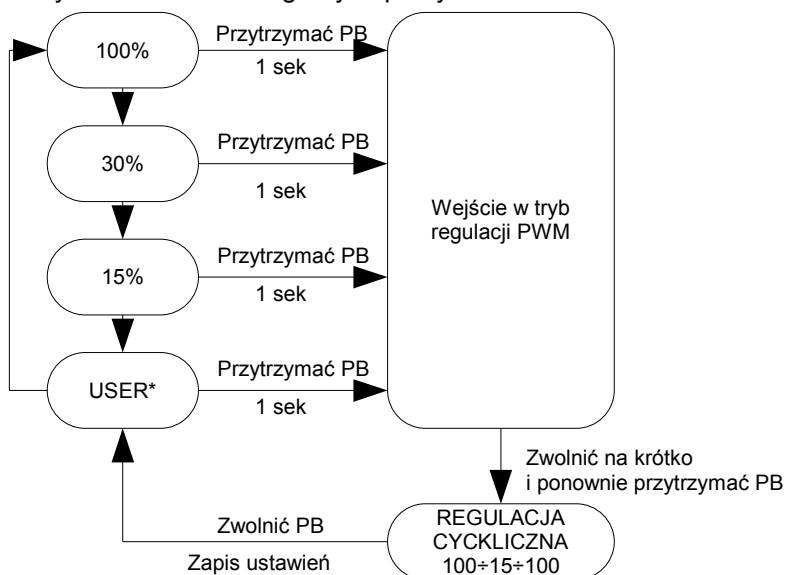 100%
Przytrzymać PB
1 sek
30%
Przytrzymać PB
1 sek
Wejście w tryb
regulacji PWM
15%
Przytrzymać PB
1 sek
USER*
Przytrzymać PB
1 sek
Zwolnić na krótko
i ponownie przytrzymać PB
Zwolnić PB
Zapis ustawień
REGULACJA
CYCKLICZNA
100÷15÷100